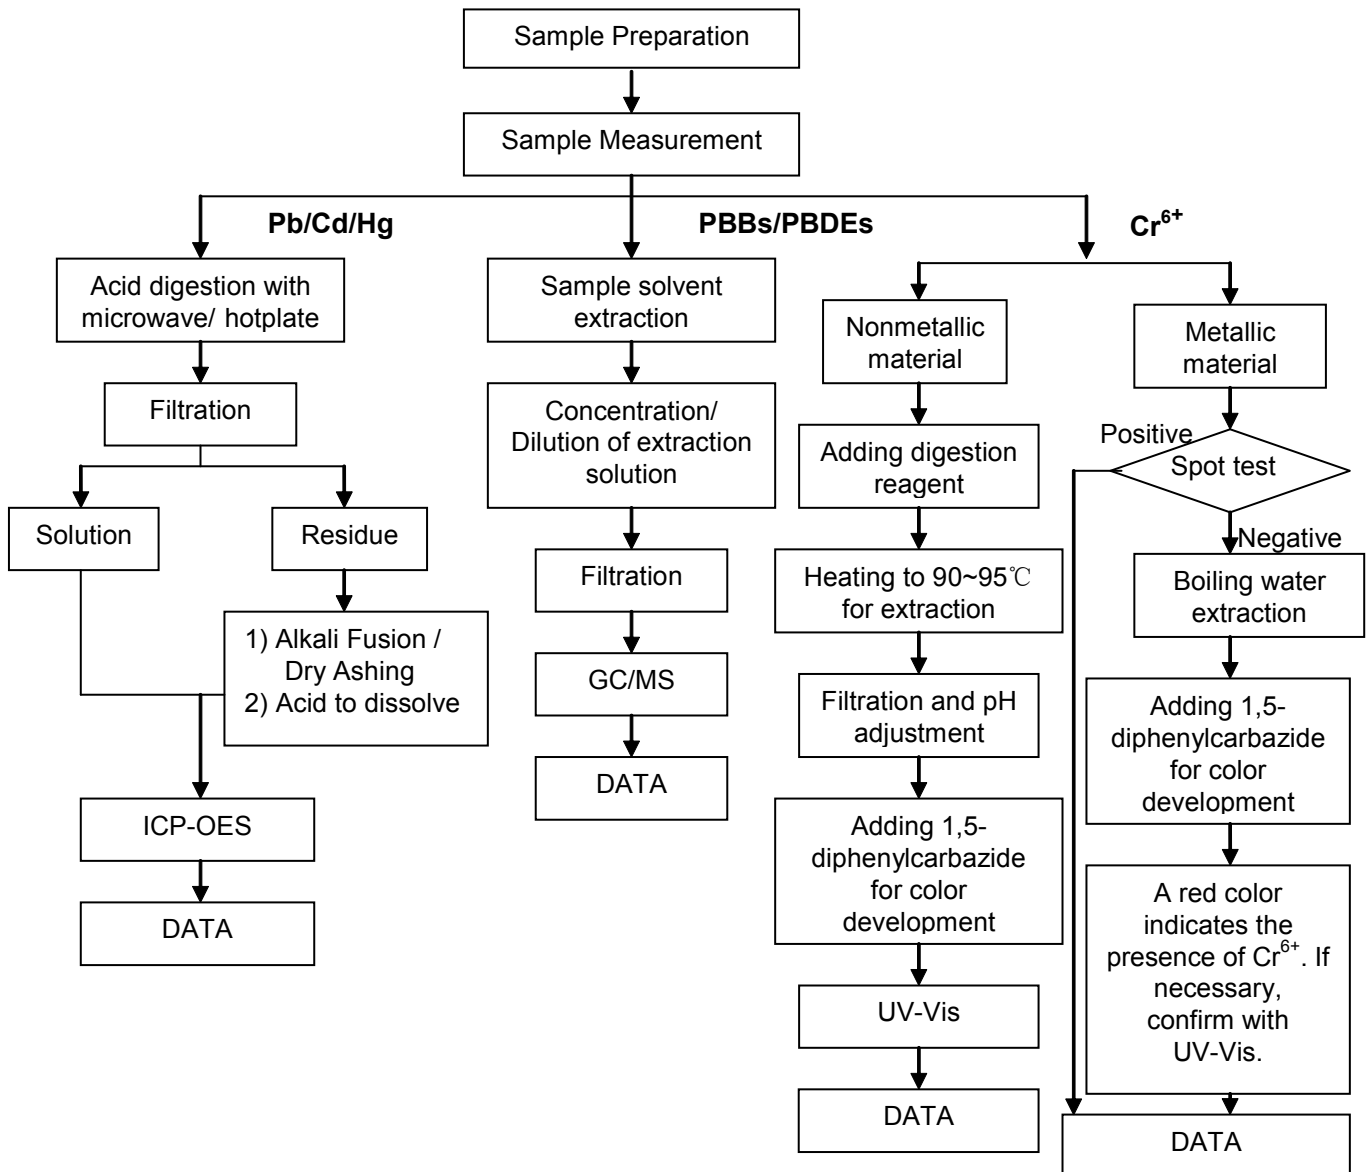 Sample Preparation
Sample Measurement
Pb/Cd/Hg
PBBs/PBDEs
Cr⁶⁺
Acid digestion with
microwave/ hotplate
Filtration
Solution
Residue
1) Alkali Fusion /
Dry Ashing
2) Acid to dissolve
ICP-OES
DATA
Sample solvent
extraction
Concentration/
Dilution of extraction
solution
Filtration
GC/MS
DATA
Nonmetallic
material
Adding digestion
reagent
Heating to 90~95℃
for extraction
Filtration and pH
adjustment
Adding 1,5-
diphenylcarbazide
for color
development
UV-Vis
DATA
Metallic
material
Positive
Spot test
Negative
Boiling water
extraction
Adding 1,5-
diphenylcarbazide
for color
development
A red color
indicates the
presence of Cr⁶⁺. If
necessary,
confirm with
UV-Vis.
DATA